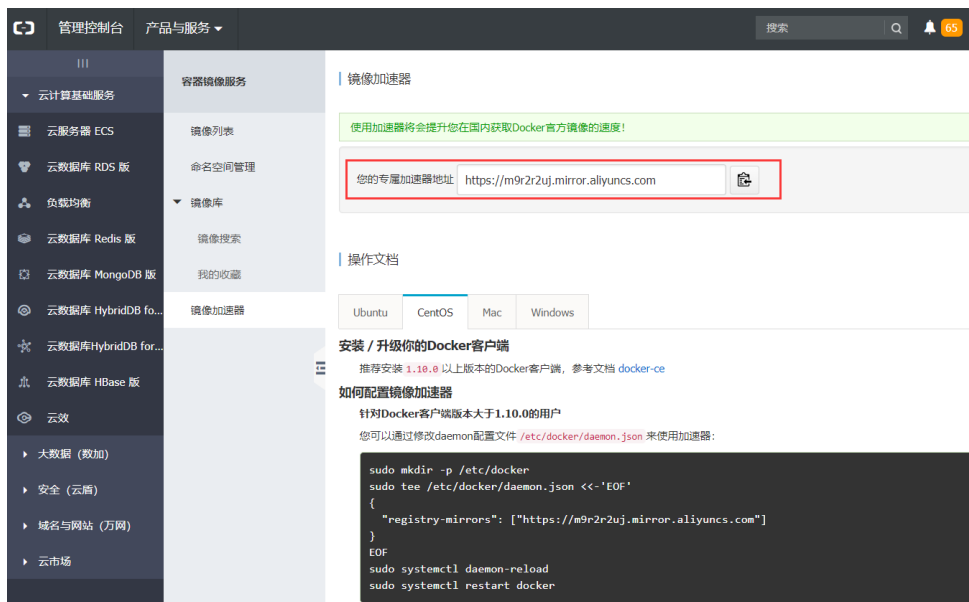 管理控制台
产品与服务
搜索
65
云计算基础服务
云服务器 ECS
云数据库 RDS 版
负载均衡
云数据库 Redis 版
云数据库 MongoDB 版
云数据库 HybridDB fo...
云数据库HybridDB for...
云数据库 HBase 版
云效
大数据 (数加)
安全 (云盾)
域名与网站 (万网)
云市场
容器镜像服务
镜像列表
命名空间管理
镜像库
镜像搜索
我的收藏
镜像加速器
镜像加速器
使用加速器将会提升您在国内获取Docker官方镜像的速度!
您的专属加速器地址 https://m9r2r2uj.mirror.aliyuncs.com
操作文档
Ubuntu CentOS Mac Windows
安装 / 升级你的Docker客户端
推荐安装 1.10.0 以上版本的Docker客户端，参考文档 docker-ce
如何配置镜像加速器
针对Docker客户端版本大于1.10.0的用户
您可以通过修改daemon配置文件 /etc/docker/daemon.json 来使用加速器：
sudo mkdir -p /etc/docker
sudo tee /etc/docker/daemon.json <<-'EOF'
{
"registry-mirrors": ["https://m9r2r2uj.mirror.aliyuncs.com"]
}
EOF
sudo systemctl daemon-reload
sudo systemctl restart docker